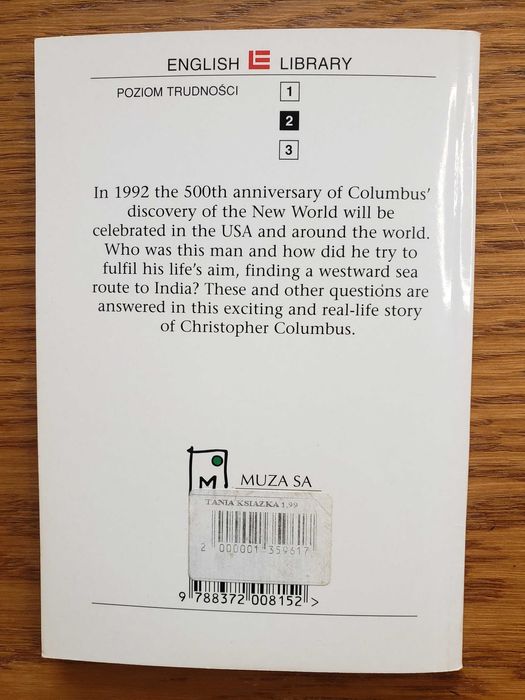 ENGLISH LE LIBRARY
POZIOM TRUDNOŚCI
1
2
3
In 1992 the 500th anniversary of Columbus'
discovery of the New World will be
celebrated in the USA and around the world.
Who was this man and how did he try to
fulfil his life's aim, finding a westward sea
route to India? These and other questions are
answered in this exciting and real-life story
of Christopher Columbus.
M
MUZA SA
TANIA KSIAZKA 1,99
2 000001 359617
9 788372 008152 >